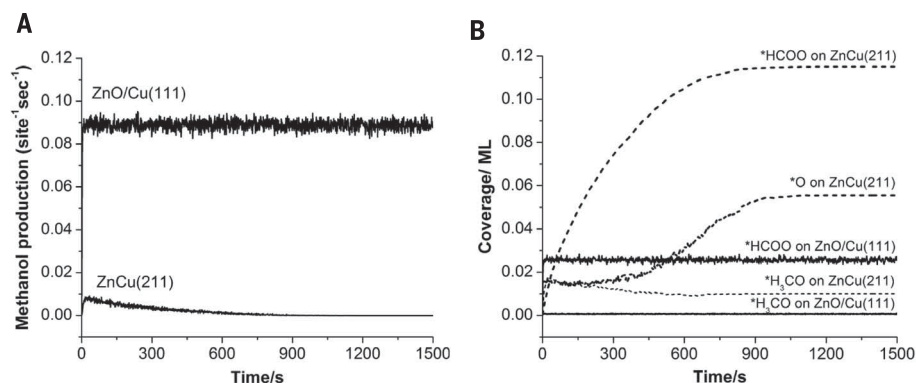 A
Methanol production (site⁻¹sec⁻¹)
0.12
0.10
0.08
0.06
0.04
0.02
0.00
ZnO/Cu(111)
ZnCu(211)
0 300 600 900 1200 1500
Time/s
B
Coverage/ ML
0.12
0.10
0.08
0.06
0.04
0.02
0.00
*HCOO on ZnCu(211)
*O on ZnCu(211)
*HCOO on ZnO/Cu(111)
*H₃CO on ZnCu(211)
*H₃CO on ZnO/Cu(111)
0 300 600 900 1200 1500
Time/s